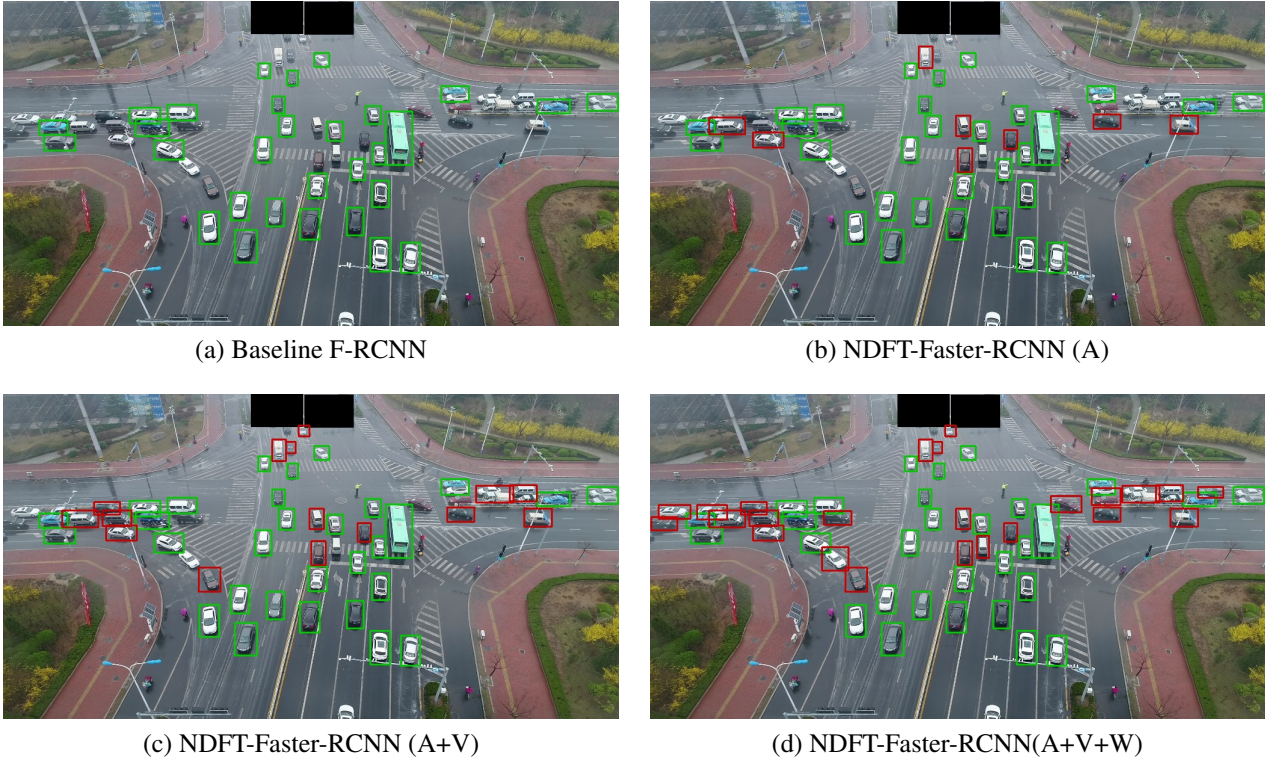 (a) Baseline F-RCNN
(b) NDFT-Faster-RCNN (A)
(c) NDFT-Faster-RCNN (A+V)
(d) NDFT-Faster-RCNN(A+V+W)